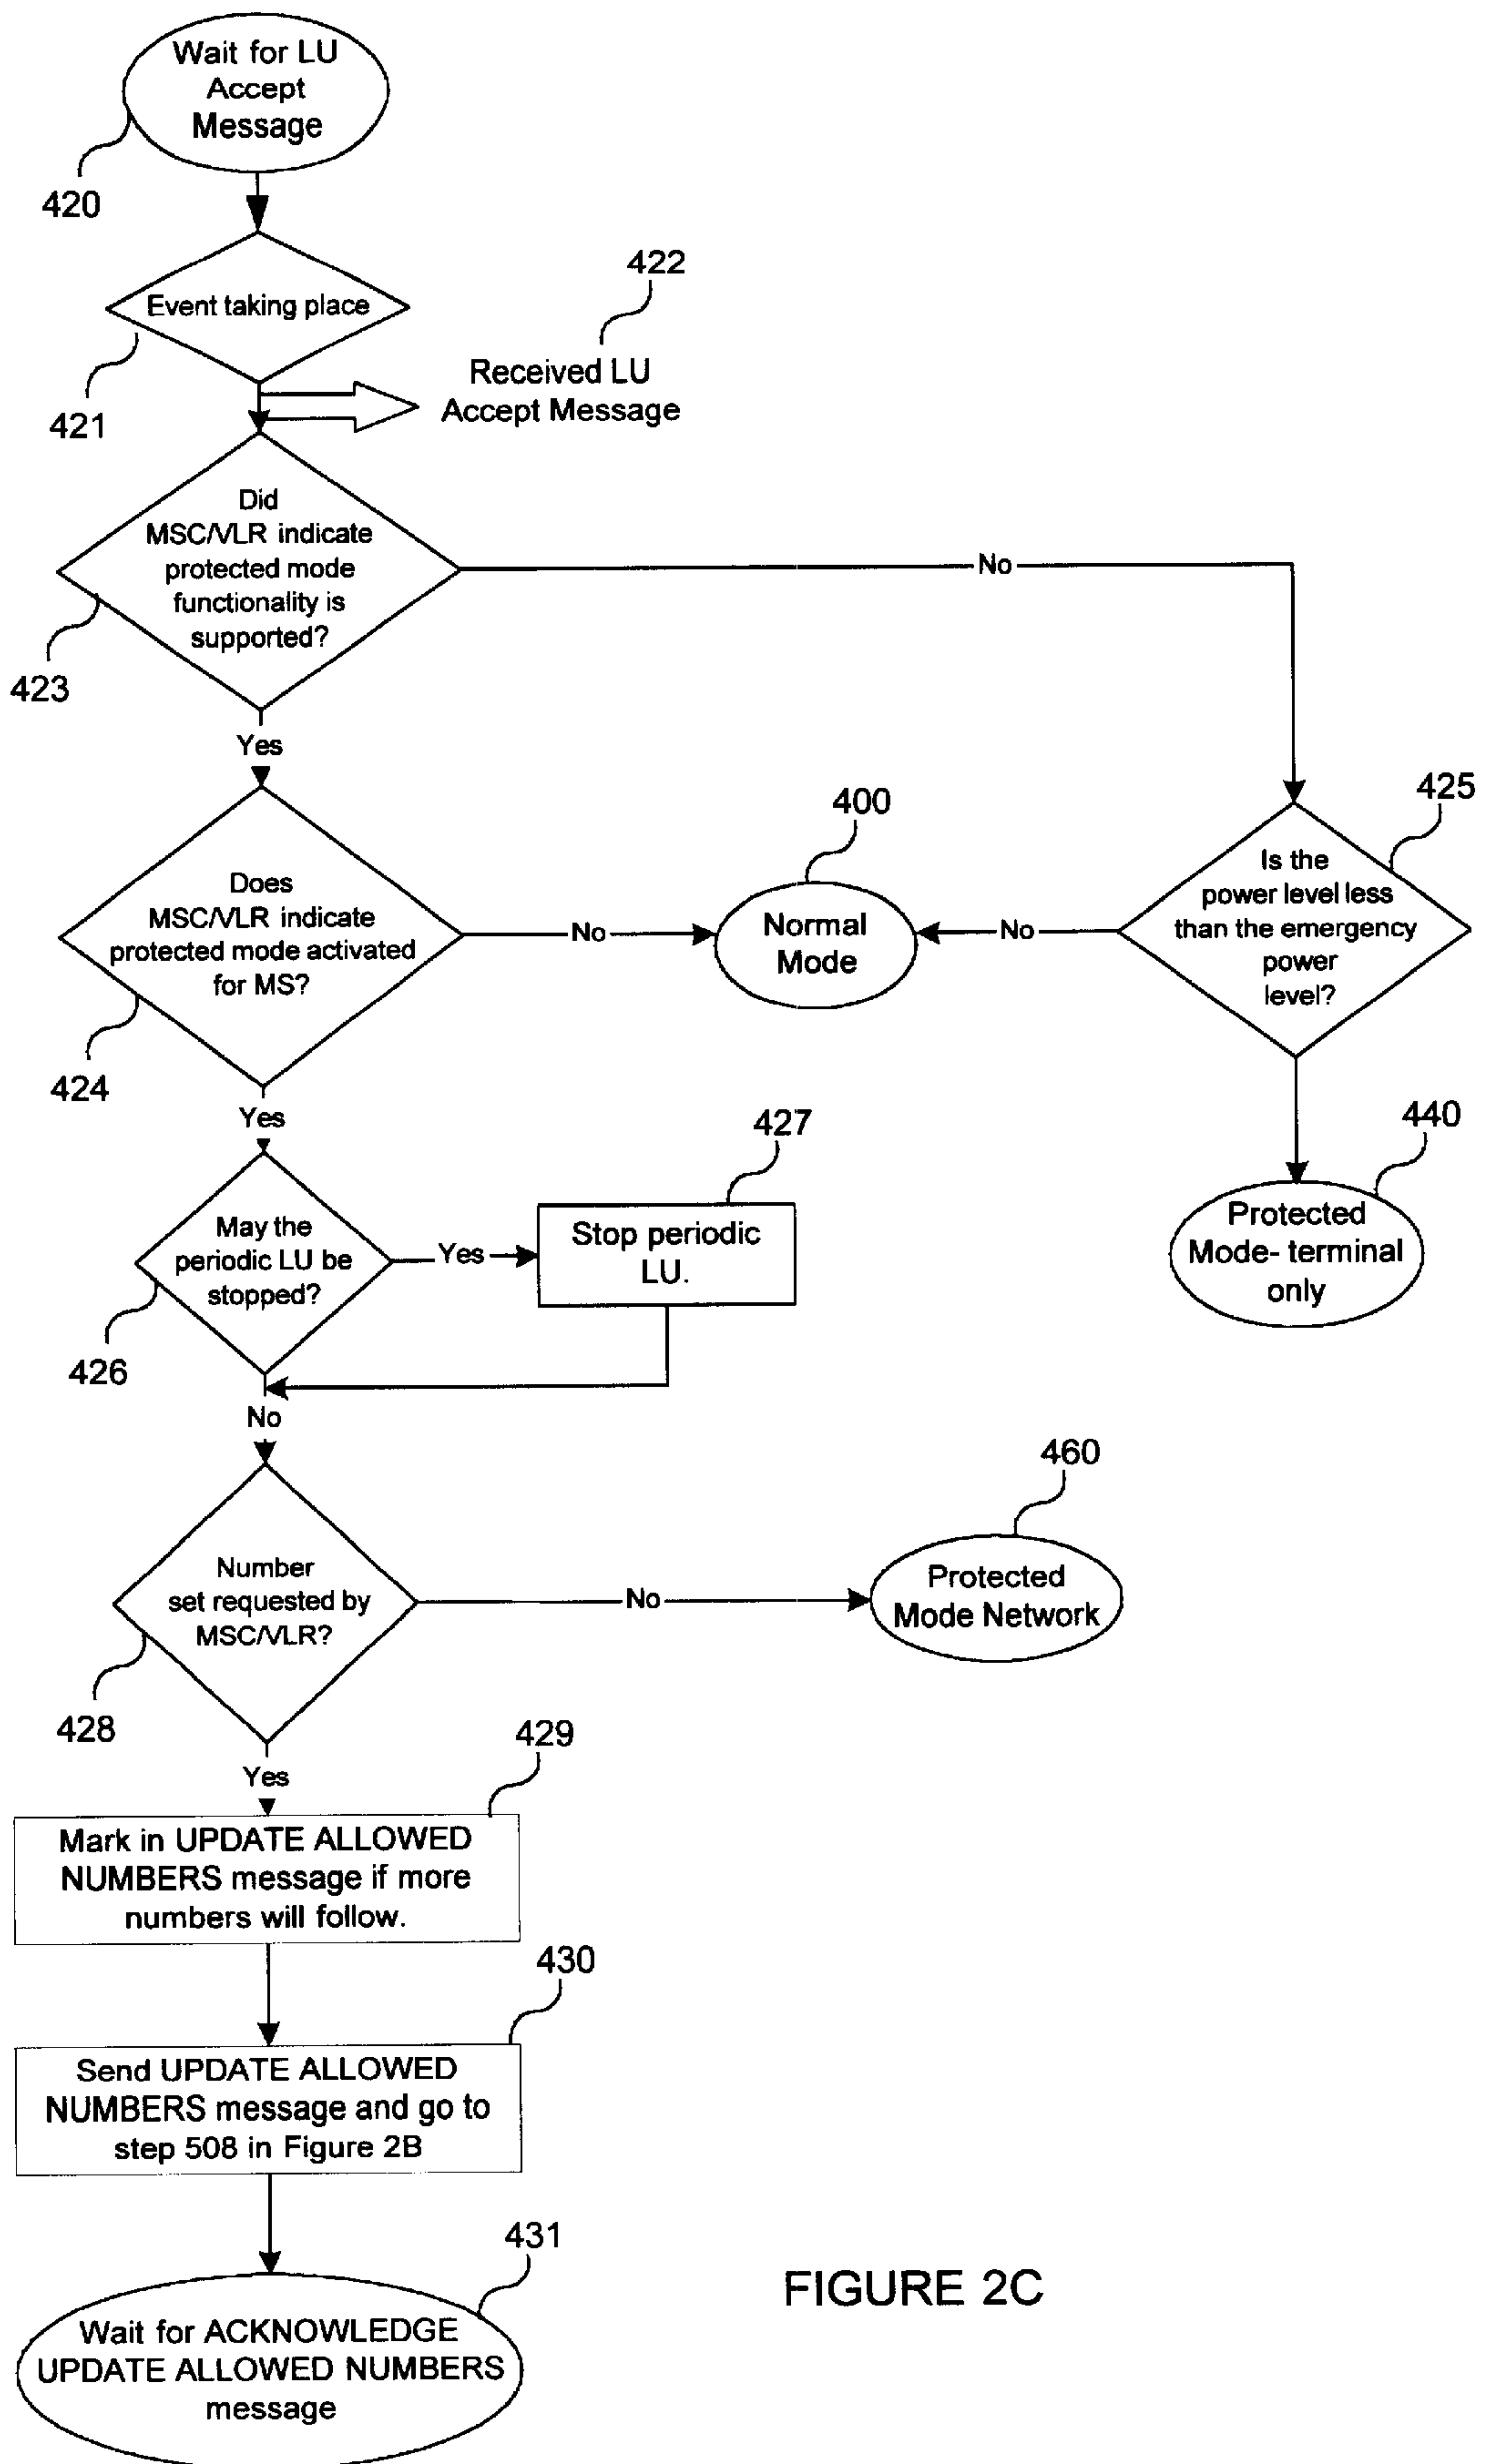 Wait for LU
Accept
Message
420
Event taking place
421
422
Received LU
Accept Message
Did
MSC/VLR indicate
protected mode
functionality is
supported?
423
No
Yes
Does
MSC/VLR indicate
protected mode activated
for MS?
424
No
400
Normal
Mode
No
425
Is the
power level less
than the emergency
power
level?
440
Protected
Mode- terminal
only
Yes
May the
periodic LU be
stopped?
426
Yes
427
Stop periodic
LU.
No
Number
set requested by
MSC/VLR?
428
No
460
Protected
Mode Network
Yes
429
Mark in UPDATE ALLOWED
NUMBERS message if more
numbers will follow.
430
Send UPDATE ALLOWED
NUMBERS message and go to
step 508 in Figure 2B
431
Wait for ACKNOWLEDGE
UPDATE ALLOWED NUMBERS
message
FIGURE 2C